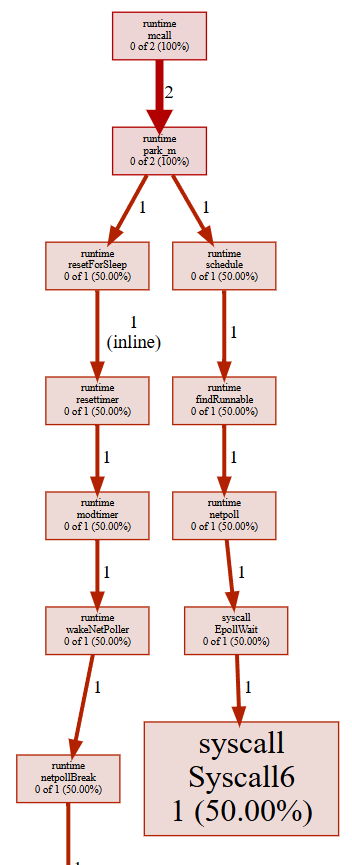 runtime
mcall
0 of 2 (100%)
2
runtime
park_m
0 of 2 (100%)
1
1
runtime
resetForSleep
0 of 1 (50.00%)
runtime
schedule
0 of 1 (50.00%)
1
(inline)
1
runtime
resettimer
0 of 1 (50.00%)
runtime
findRunnable
0 of 1 (50.00%)
1
1
runtime
modtimer
0 of 1 (50.00%)
runtime
netpoll
0 of 1 (50.00%)
1
1
runtime
wakeNetPoller
0 of 1 (50.00%)
syscall
EpollWait
0 of 1 (50.00%)
1
1
runtime
netpollBreak
0 of 1 (50.00%)
syscall
Syscall6
1 (50.00%)